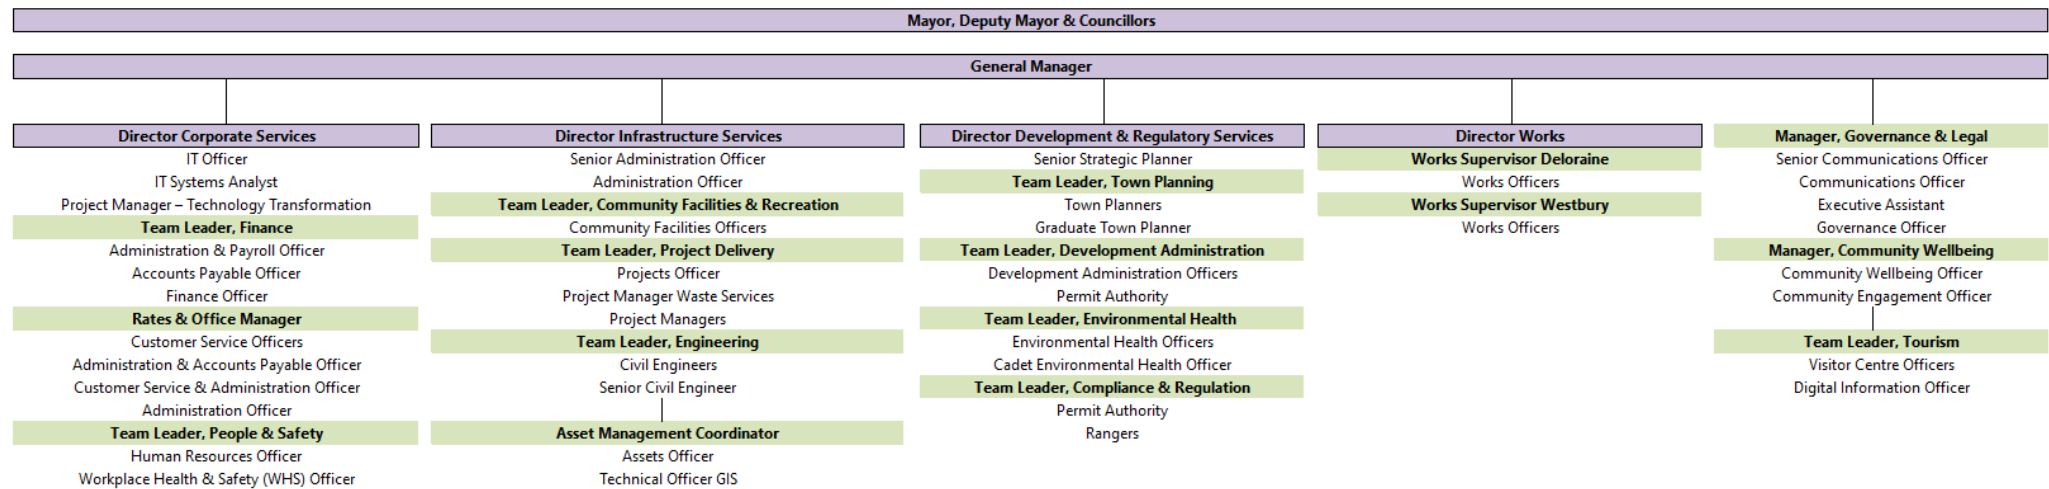 Mayor, Deputy Mayor & Councillors
General Manager
Director Corporate Services
IT Officer
IT Systems Analyst
Project Manager – Technology Transformation
Team Leader, Finance
Administration & Payroll Officer
Accounts Payable Officer
Finance Officer
Rates & Office Manager
Customer Service Officers
Administration & Accounts Payable Officer
Customer Service & Administration Officer
Administration Officer
Team Leader, People & Safety
Human Resources Officer
Workplace Health & Safety (WHS) Officer
Director Infrastructure Services
Senior Administration Officer
Administration Officer
Team Leader, Community Facilities & Recreation
Community Facilities Officers
Team Leader, Project Delivery
Projects Officer
Project Manager Waste Services
Project Managers
Team Leader, Engineering
Civil Engineers
Senior Civil Engineer
Asset Management Coordinator
Assets Officer
Technical Officer GIS
Director Development & Regulatory Services
Senior Strategic Planner
Team Leader, Town Planning
Town Planners
Graduate Town Planner
Team Leader, Development Administration
Development Administration Officers
Permit Authority
Team Leader, Environmental Health
Environmental Health Officers
Cadet Environmental Health Officer
Team Leader, Compliance & Regulation
Permit Authority
Rangers
Director Works
Works Supervisor Deloraine
Works Officers
Works Supervisor Westbury
Works Officers
Manager, Governance & Legal
Senior Communications Officer
Communications Officer
Executive Assistant
Governance Officer
Manager, Community Wellbeing
Community Wellbeing Officer
Community Engagement Officer
Team Leader, Tourism
Visitor Centre Officers
Digital Information Officer